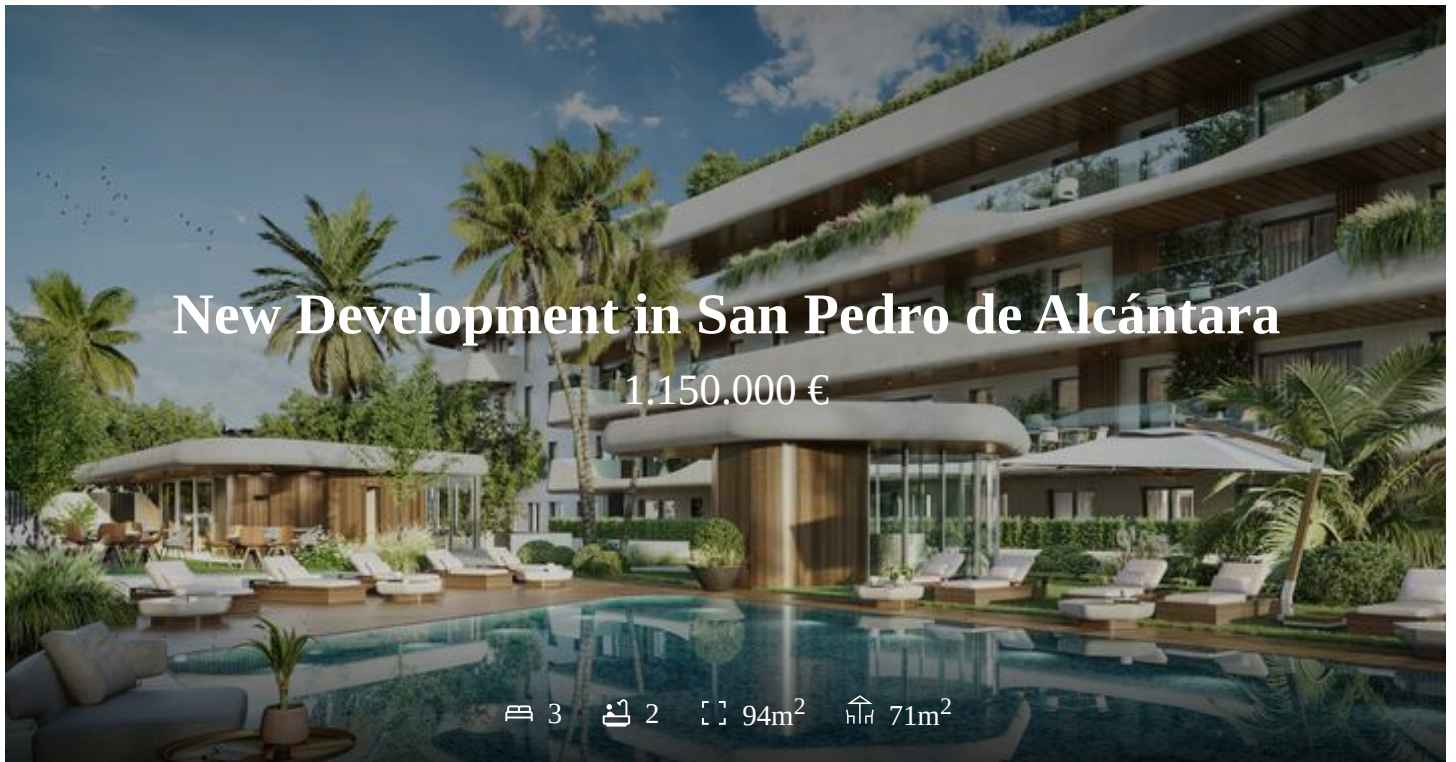 New Development in San Pedro de Alcántara
1.150.000 €
3 2 94m² 71m²